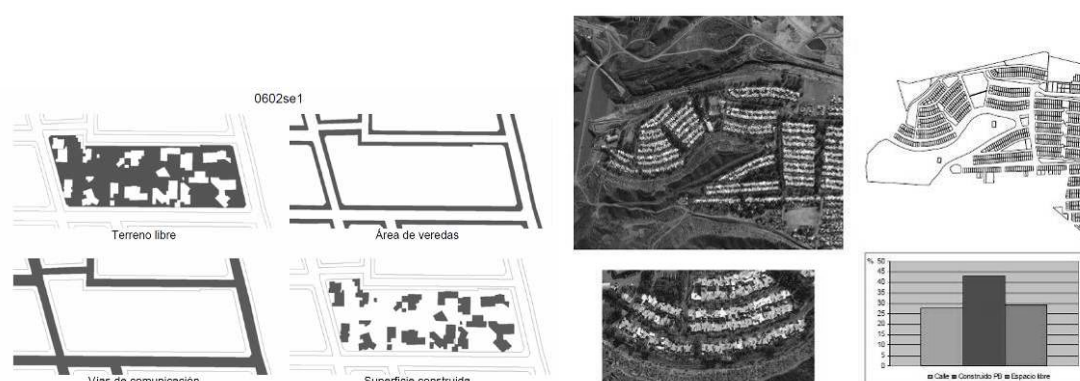 0602se1
Terreno libre
Área de veredas
Vías de comunicación
Superficie construida
%
50
45
40
35
30
25
20
15
10
5
0
Calle Construido PB Espacio libre